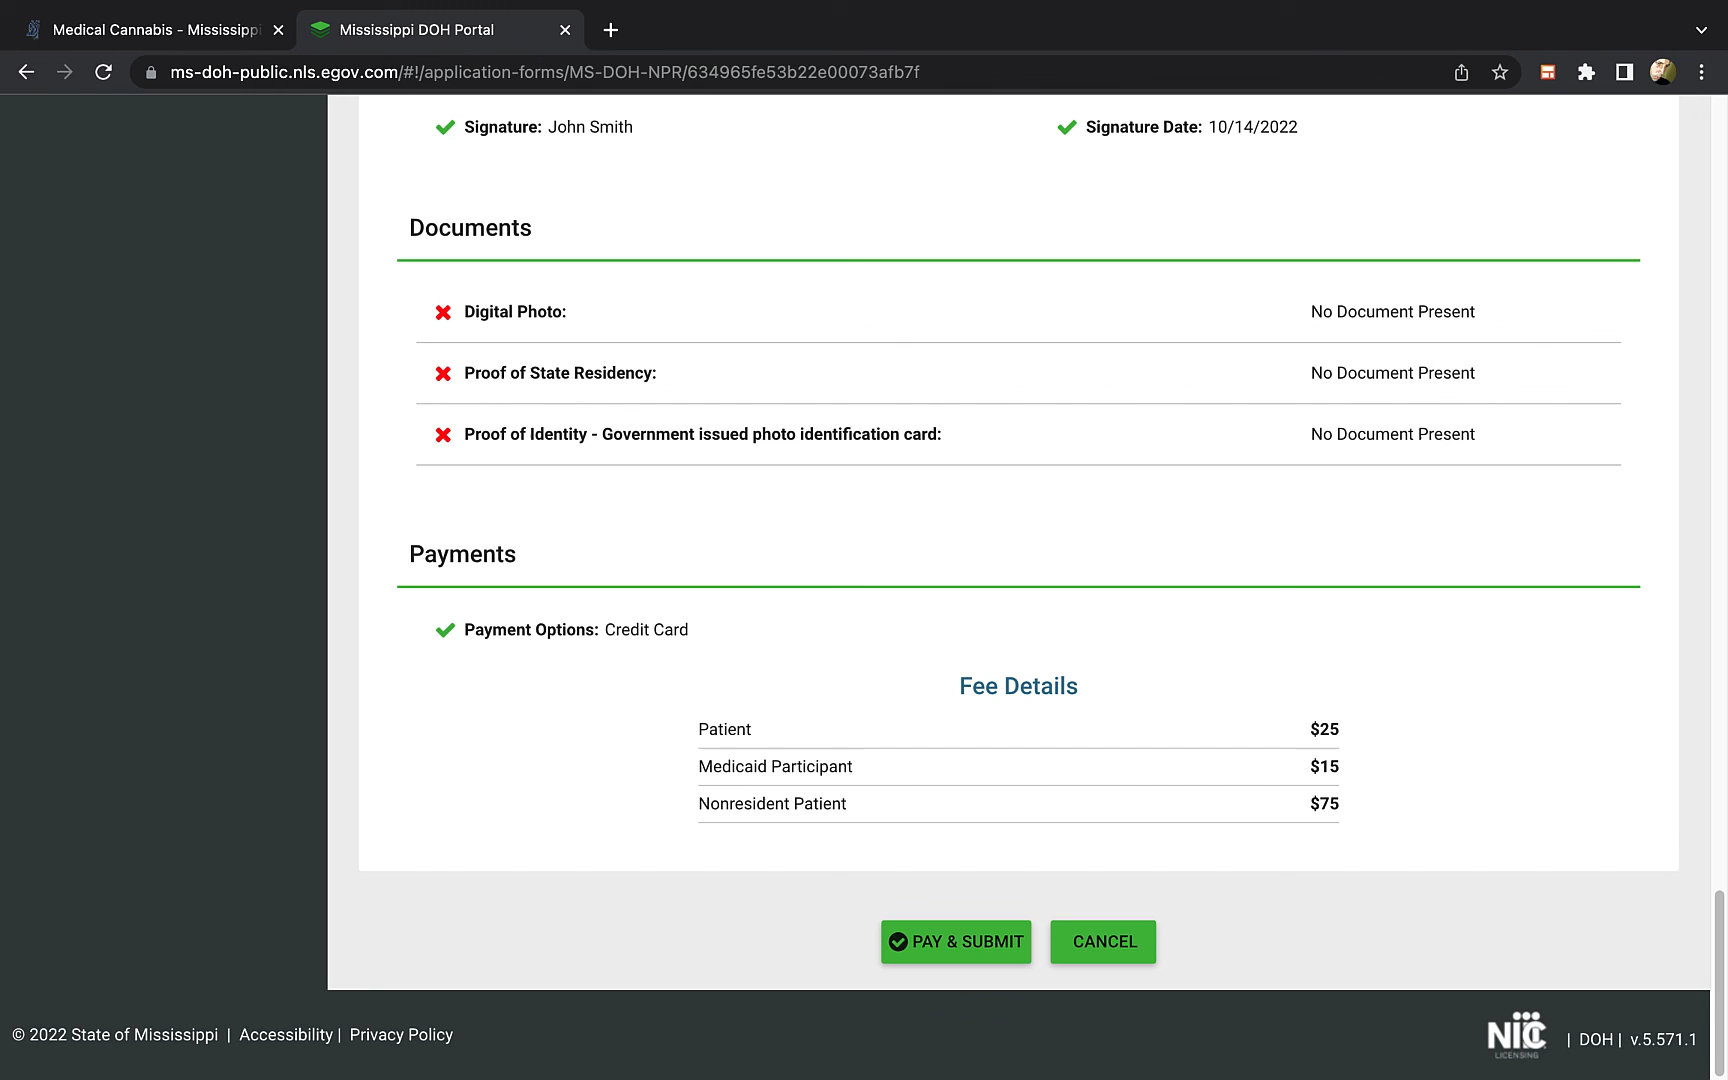 Medical Cannabis - Mississippi
Mississippi DOH Portal
ms-doh-public.nls.egov.com/#!/application-forms/MS-DOH-NPR/634965fe53b22e00073afb7f
Signature: John Smith
Signature Date: 10/14/2022
Documents
Digital Photo: No Document Present
Proof of State Residency: No Document Present
Proof of Identity - Government issued photo identification card: No Document Present
Payments
Payment Options: Credit Card
Fee Details
Patient $25
Medicaid Participant $15
Nonresident Patient $75
PAY & SUBMIT
CANCEL
© 2022 State of Mississippi | Accessibility | Privacy Policy
NIC
LICENSING
| DOH | v.5.571.1